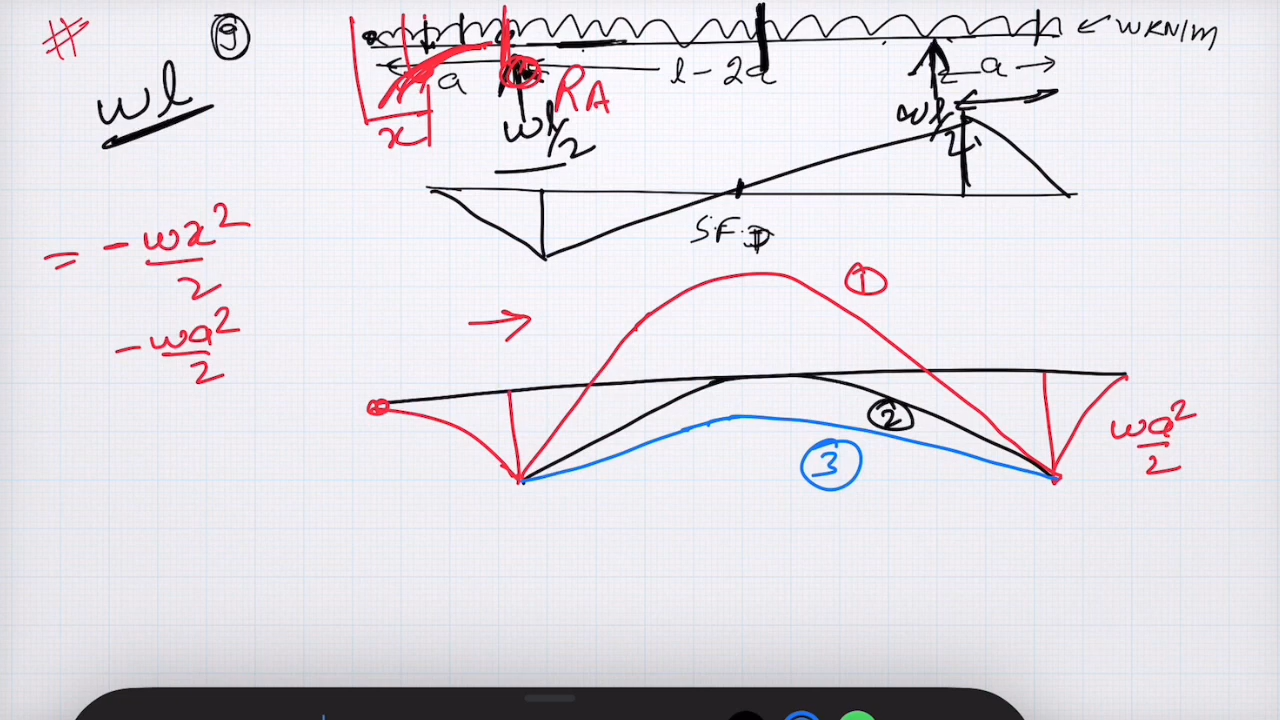 # 9
w KN/m
a l - 2a a
wl
RA
x
wl/2 wl/2
S.F.D
= - wx²/2
- wa²/2
①
②
③
wa²/2